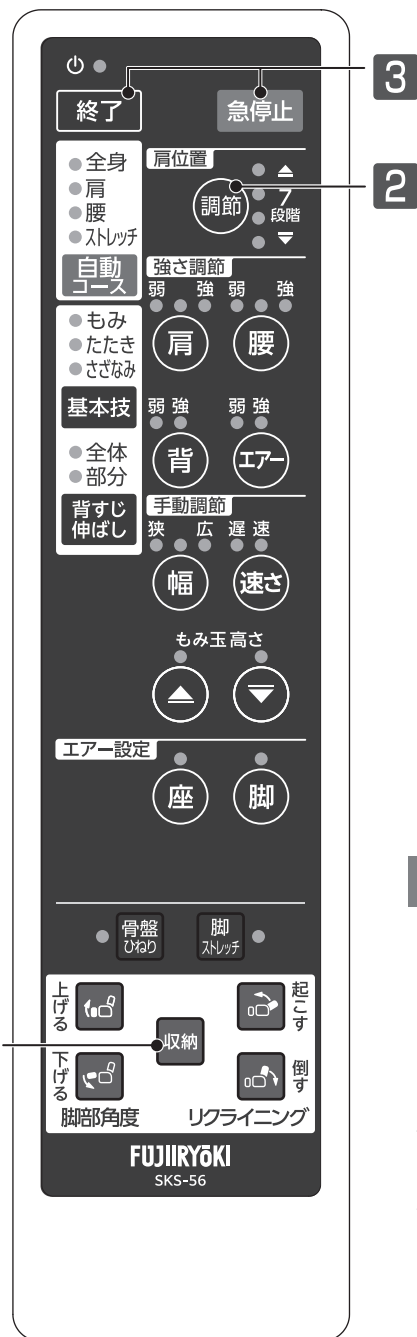 3
終了
急停止
全身
肩
腰
ストレッチ
自動
コース
肩位置
調節
▲
7
段階
▼
2
強さ調節
弱 強 弱 強
肩 腰
もみ
たたき
さざなみ
基本技
弱 強 弱 強
背 エアー
全体
部分
背すじ
伸ばし
手動調節
狭 広 遅 速
幅 速さ
もみ玉高さ
エアー設定
座 脚
骨盤
ひねり
脚
ストレッチ
上げる
下げる
脚部角度
収納
起こす
倒す
リクライニング
FUJIIRYŌKI
SKS-56